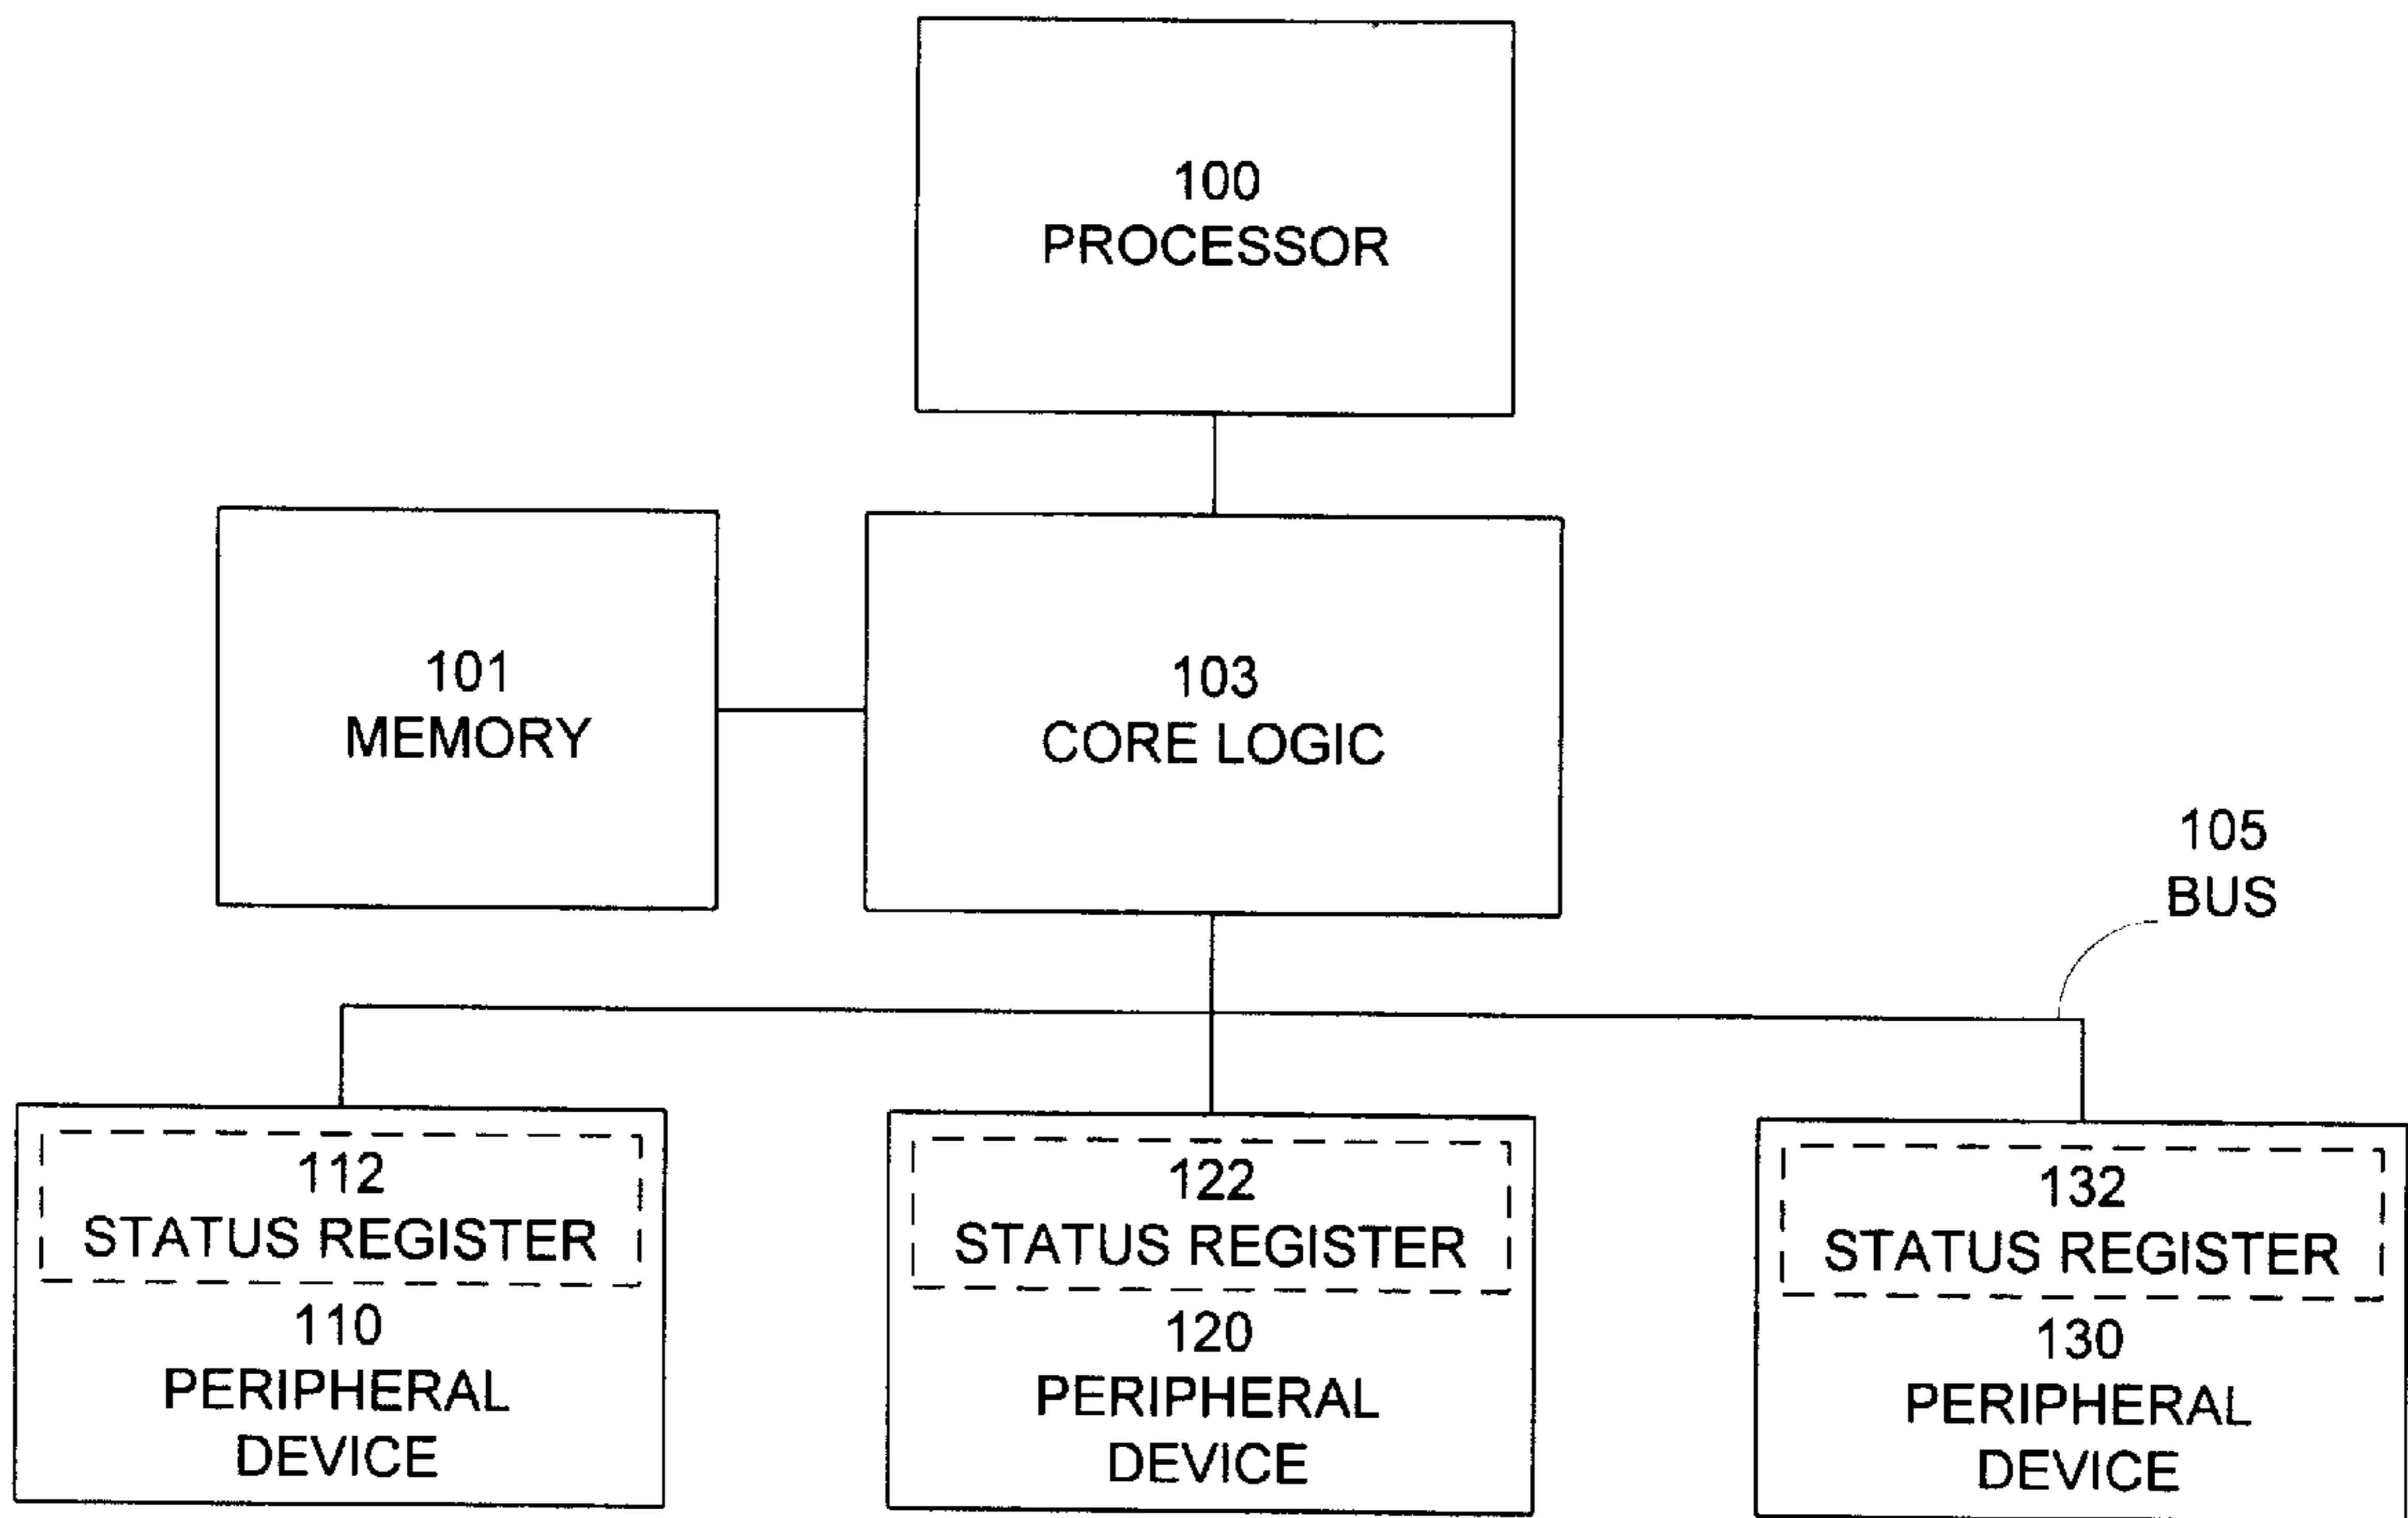 100
PROCESSOR
101
MEMORY
103
CORE LOGIC
105
BUS
112
STATUS REGISTER
110
PERIPHERAL
DEVICE
122
STATUS REGISTER
120
PERIPHERAL
DEVICE
132
STATUS REGISTER
130
PERIPHERAL
DEVICE